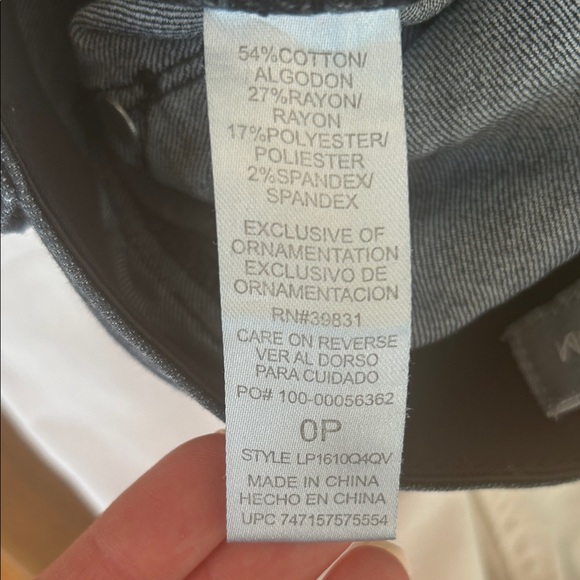 54%COTTON/
ALGODON
27%RAYON/
RAYON
17%POLYESTER/
POLIESTER
2%SPANDEX/
SPANDEX
EXCLUSIVE OF
ORNAMENTATION
EXCLUSIVO DE
ORNAMENTACION
RN#39831
CARE ON REVERSE
VER AL DORSO
PARA CUIDADO
PO# 100-00056362
0P
STYLE LP1610Q4QV
MADE IN CHINA
HECHO EN CHINA
UPC 747157575554